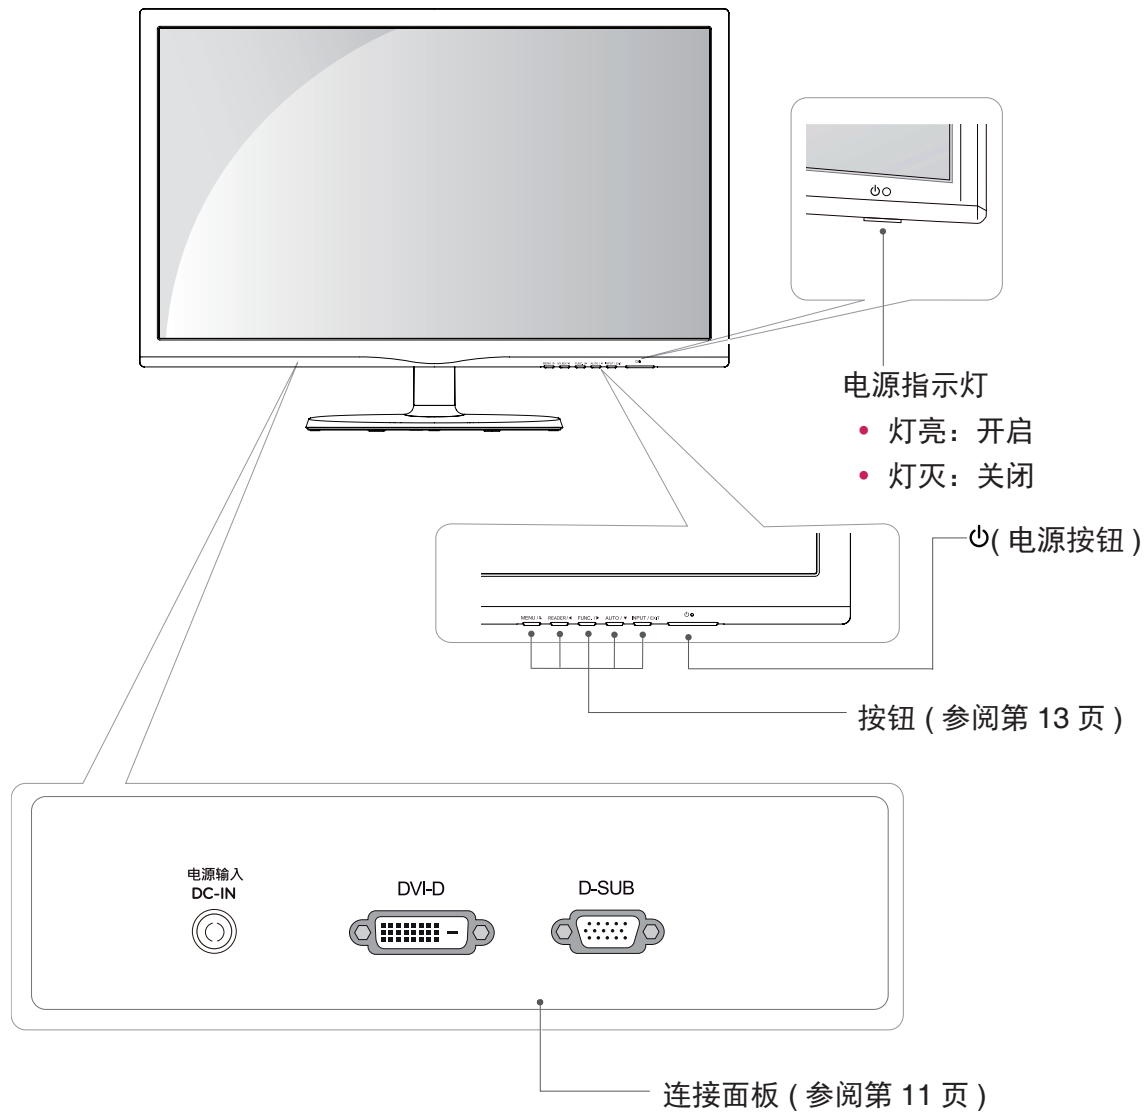 电源指示灯
• 灯亮：开启
• 灯灭：关闭
⏻( 电源按钮 )
MENU / ▲ READER / ◀ FUNC. / ▶ AUTO / ▼ INPUT / EXIT
按钮 ( 参阅第 13 页 )
电源输入
DC-IN
DVI-D
D-SUB
连接面板 ( 参阅第 11 页 )